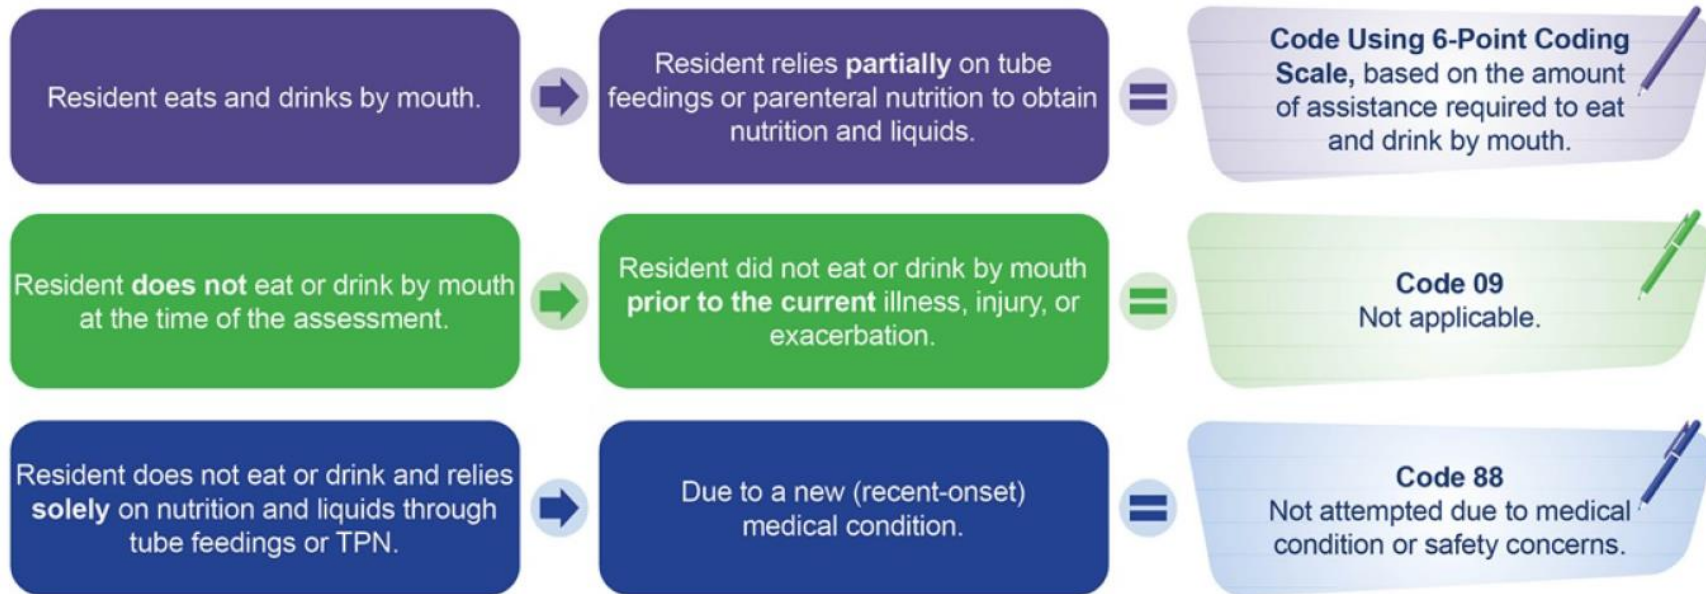 Resident eats and drinks by mouth.
Resident relies partially on tube
feedings or parenteral nutrition to obtain
nutrition and liquids.
Code Using 6-Point Coding
Scale, based on the amount
of assistance required to eat
and drink by mouth.
Resident does not eat or drink by mouth
at the time of the assessment.
Resident did not eat or drink by mouth
prior to the current illness, injury, or
exacerbation.
Code 09
Not applicable.
Resident does not eat or drink and relies
solely on nutrition and liquids through
tube feedings or TPN.
Due to a new (recent-onset)
medical condition.
Code 88
Not attempted due to medical
condition or safety concerns.